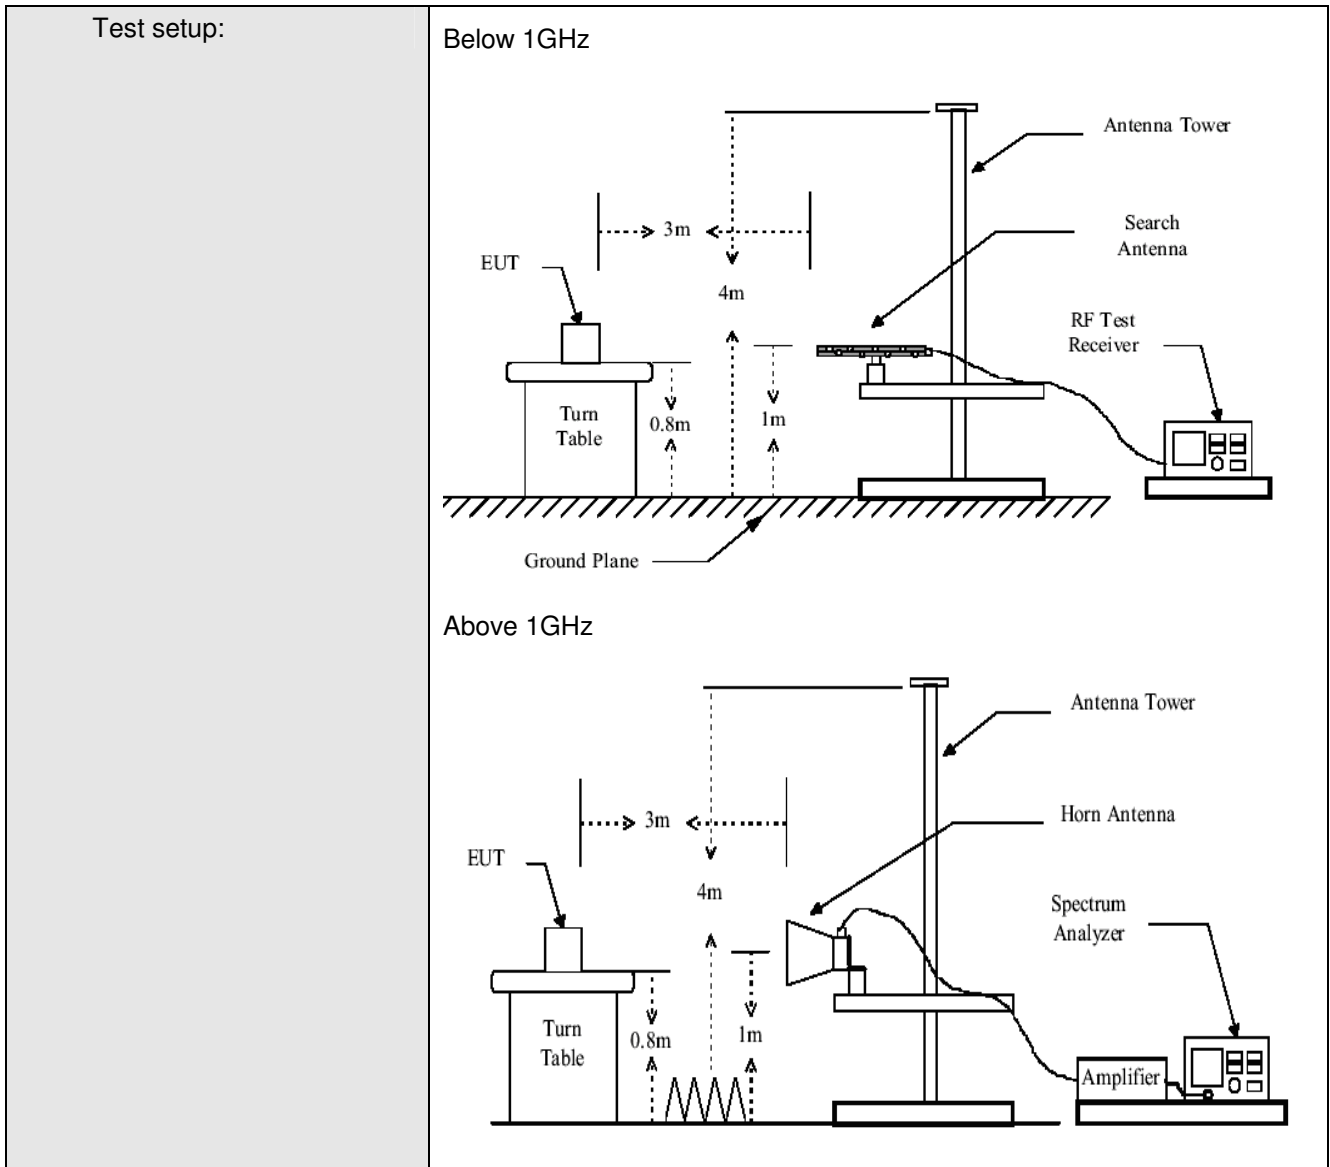 Test setup:
Below 1GHz
Antenna Tower
Search
Antenna
3m
EUT
4m
RF Test
Receiver
Turn
Table
0.8m
1m
Ground Plane
Above 1GHz
Antenna Tower
Horn Antenna
3m
EUT
4m
Spectrum
Analyzer
Turn
Table
0.8m
1m
Amplifier